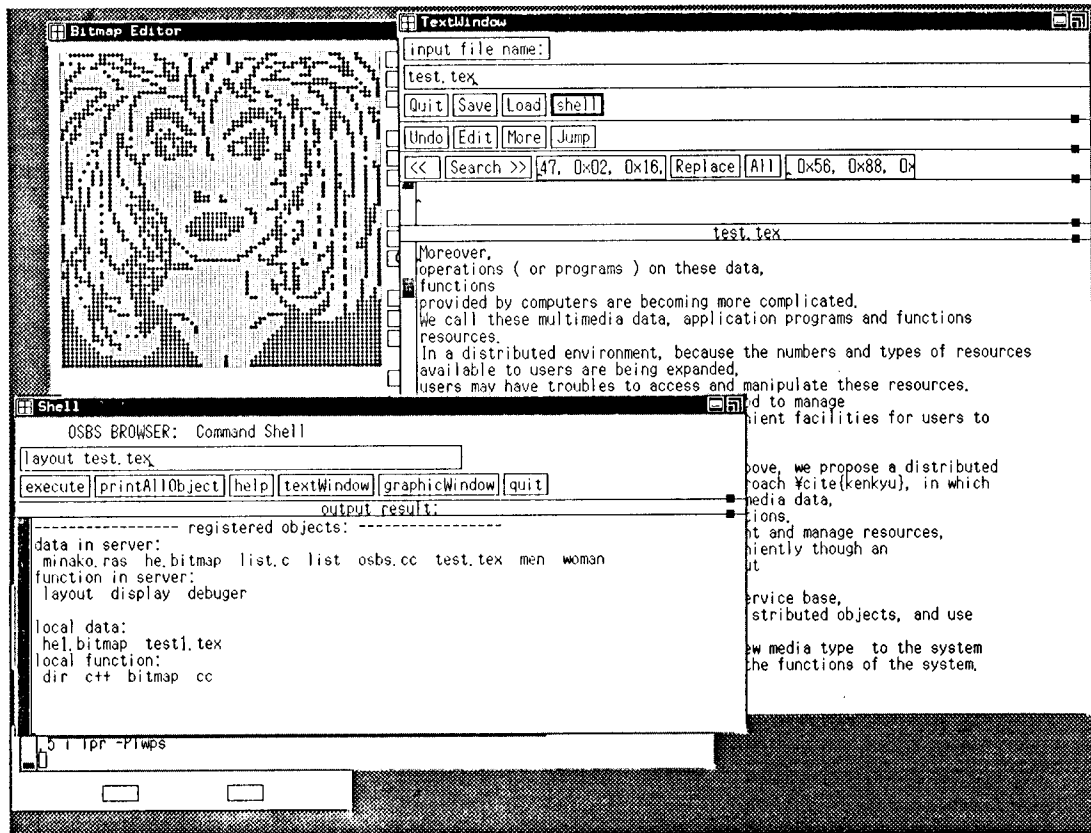 Bitmap Editor
TextWindow
input file name:
test.tex
Quit Save Load shell
Undo Edit More Jump
<< Search >> 47, 0x02, 0x16, Replace All 0x56, 0x88, 0x
test.tex
Moreover,
operations ( or programs ) on these data,
functions
provided by computers are becoming more complicated.
We call these multimedia data, application programs and functions
resources.
In a distributed environment, because the numbers and types of resources
available to users are being expanded,
users may have troubles to access and manipulate these resources.
d to manage
nient facilities for users to
ove, we propose a distributed
roach ¥cite{kenkyu}, in which
media data,
ions.
t and manage resources,
niently though an
ut
ervice base,
stributed objects, and use
ew media type to the system
the functions of the system.
Shell
OSBS BROWSER: Command Shell
layout test.tex
execute printAllObject help textWindow graphicWindow quit
output result:
------------------ registered objects: ------------------
data in server:
minako.ras he.bitmap list.c list osbs.cc test.tex men woman
function in server:
layout display debuger
local data:
he1.bitmap test1.tex
local function:
dir c++ bitmap cc
lpr -Plwps